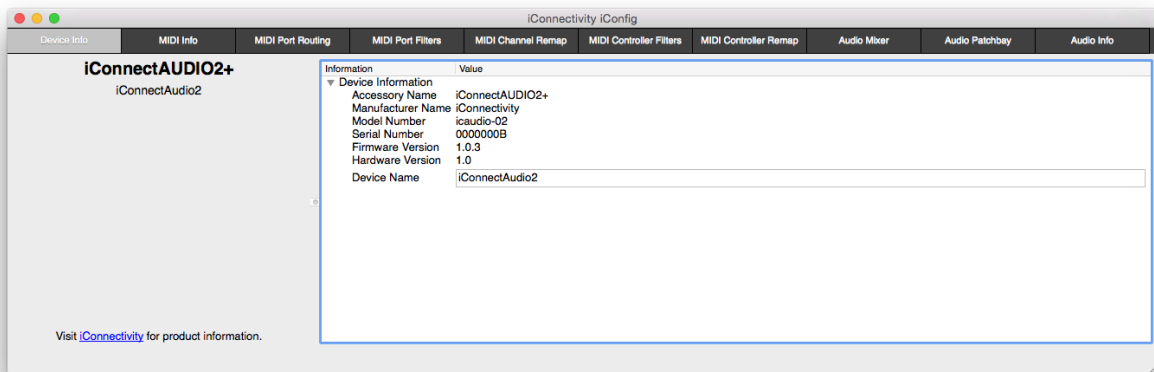 iConnectivity iConfig
Device Info MIDI Info MIDI Port Routing MIDI Port Filters MIDI Channel Remap MIDI Controller Filters MIDI Controller Remap Audio Mixer Audio Patchbay Audio Info
iConnectAUDIO2+
iConnectAudio2
Visit iConnectivity for product information.
Information Value
Device Information
Accessory Name iConnectAUDIO2+
Manufacturer Name iConnectivity
Model Number icaudio-02
Serial Number 0000000B
Firmware Version 1.0.3
Hardware Version 1.0
Device Name iConnectAudio2